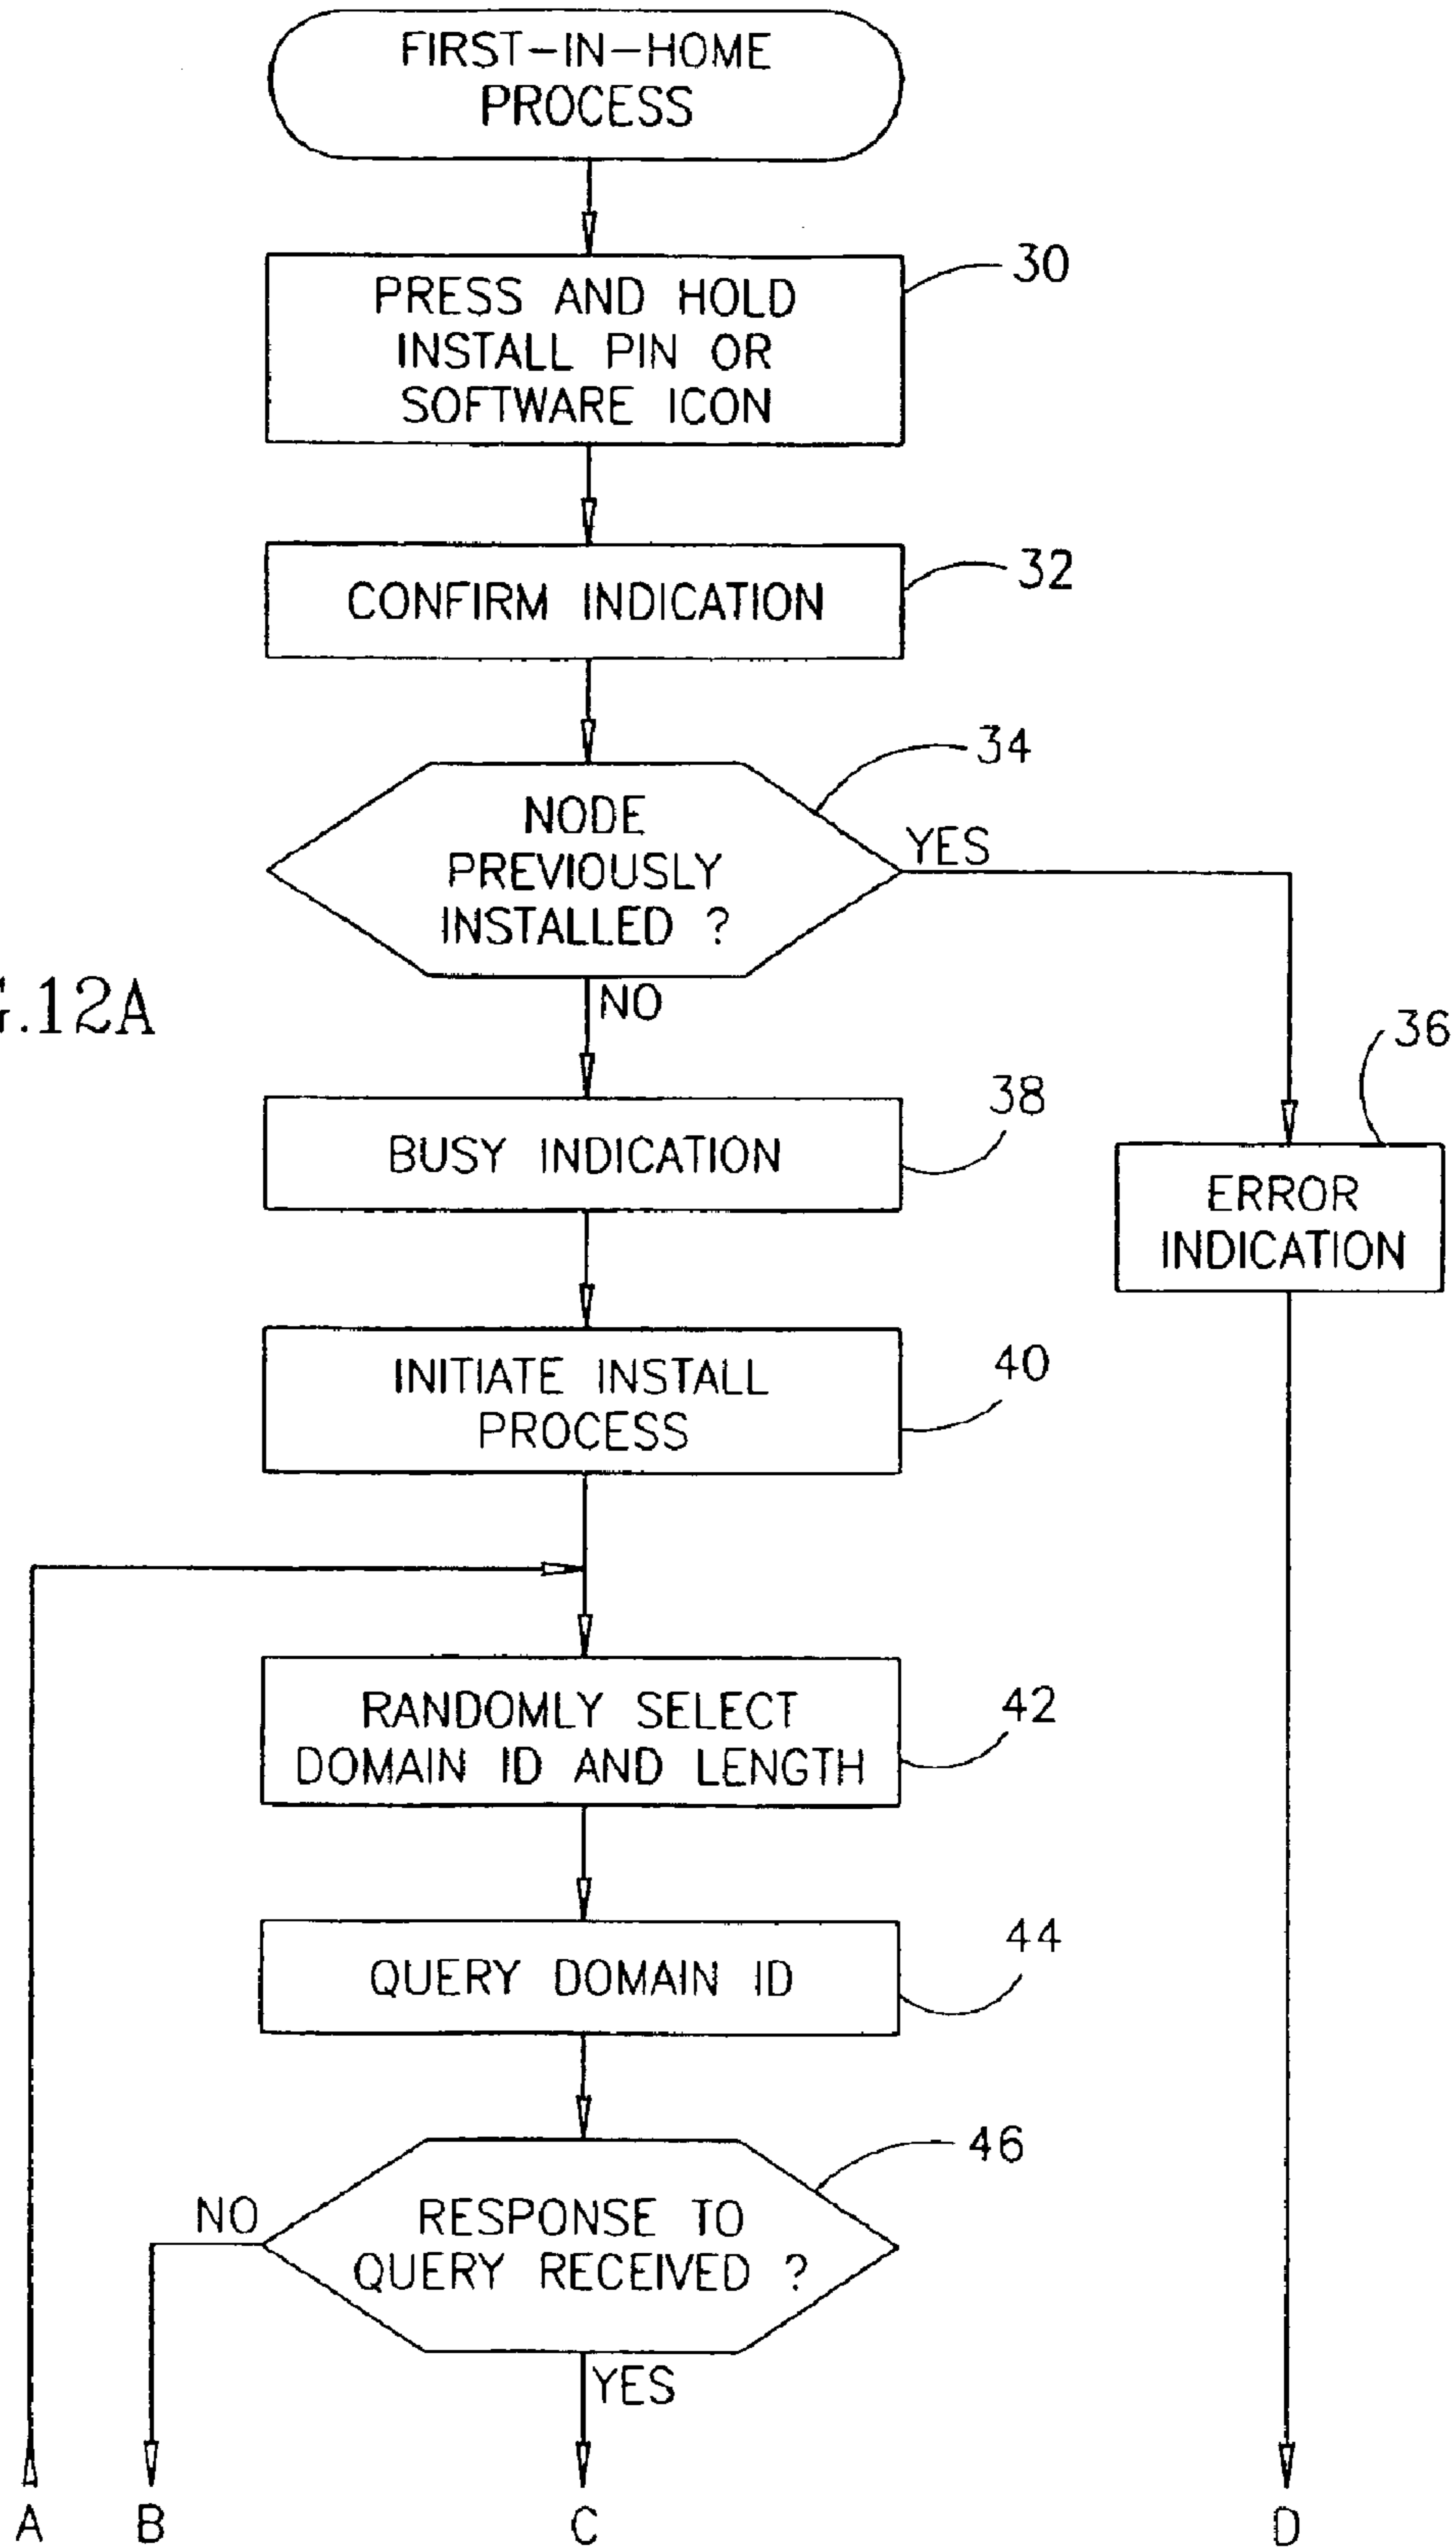 FIRST-IN-HOME
PROCESS
30
PRESS AND HOLD
INSTALL PIN OR
SOFTWARE ICON
32
CONFIRM INDICATION
34
NODE
PREVIOUSLY
INSTALLED ?
YES
NO
.12A
36
38
BUSY INDICATION
ERROR
INDICATION
40
INITIATE INSTALL
PROCESS
42
RANDOMLY SELECT
DOMAIN ID AND LENGTH
44
QUERY DOMAIN ID
46
NO
RESPONSE TO
QUERY RECEIVED ?
YES
A
B
C
D